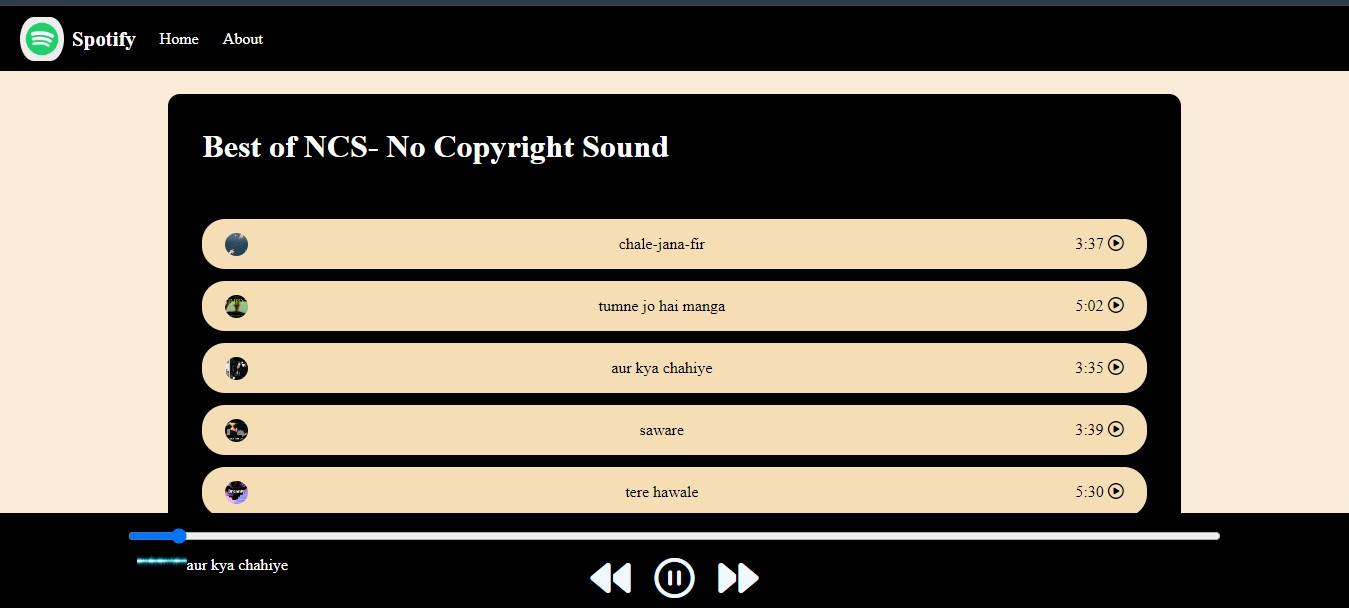 Spotify Home About
Best of NCS- No Copyright Sound
chale-jana-fir 3:37
tumne jo hai manga 5:02
aur kya chahiye 3:35
saware 3:39
tere hawale 5:30
aur kya chahiye